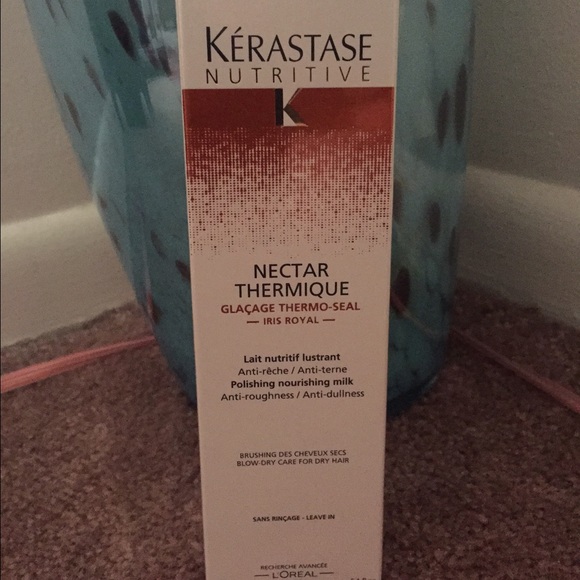 KÉRASTASE
NUTRITIVE
K
NECTAR
THERMIQUE
GLAÇAGE THERMO-SEAL
— IRIS ROYAL —
Lait nutritif lustrant
Anti-rêche / Anti-terne
Polishing nourishing milk
Anti-roughness / Anti-dullness
BRUSHING DES CHEVEUX SECS
BLOW-DRY CARE FOR DRY HAIR
SANS RINÇAGE - LEAVE IN
RECHERCHE AVANCÉE
— L'ORÉAL —